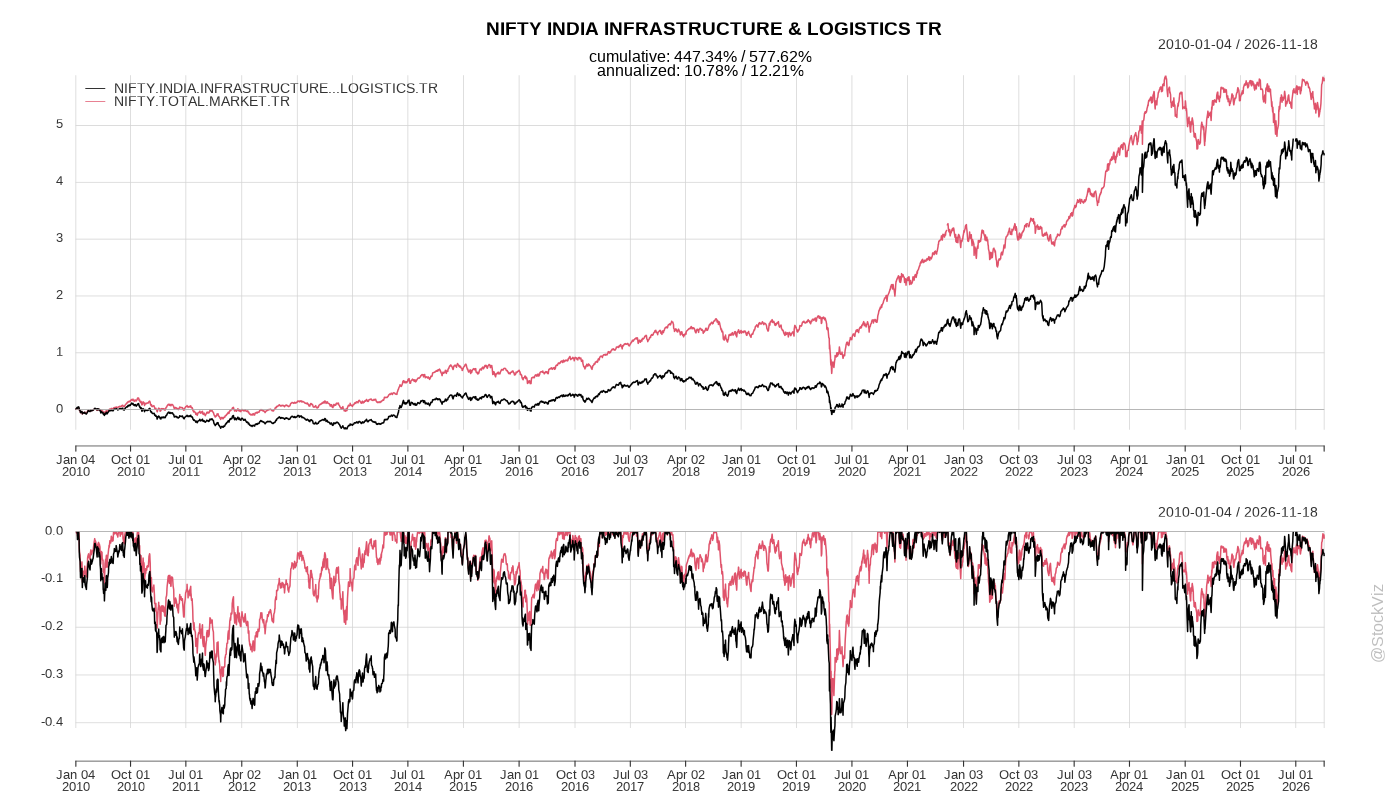 NIFTY INDIA INFRASTRUCTURE & LOGISTICS TR
2010-01-04 / 2026-11-18
cumulative: 447.34% / 577.62%
annualized: 10.78% / 12.21%
NIFTY.INDIA.INFRASTRUCTURE...LOGISTICS.TR
NIFTY.TOTAL.MARKET.TR
5
4
3
2
1
0
Jan 04 Oct 01 Jul 01 Apr 02 Jan 01 Oct 01 Jul 01 Apr 01 Jan 01 Oct 03 Jul 03 Apr 02 Jan 01 Oct 01 Jul 01 Apr 01 Jan 03 Oct 03 Jul 03 Apr 01 Jan 01 Oct 01 Jul 01
2010 2010 2011 2012 2013 2013 2014 2015 2016 2016 2017 2018 2019 2019 2020 2021 2022 2022 2023 2024 2025 2025 2026
2010-01-04 / 2026-11-18
0.0
-0.1
-0.2
-0.3
-0.4
Jan 04 Oct 01 Jul 01 Apr 02 Jan 01 Oct 01 Jul 01 Apr 01 Jan 01 Oct 03 Jul 03 Apr 02 Jan 01 Oct 01 Jul 01 Apr 01 Jan 03 Oct 03 Jul 03 Apr 01 Jan 01 Oct 01 Jul 01
2010 2010 2011 2012 2013 2013 2014 2015 2016 2016 2017 2018 2019 2019 2020 2021 2022 2022 2023 2024 2025 2025 2026
@StockViz